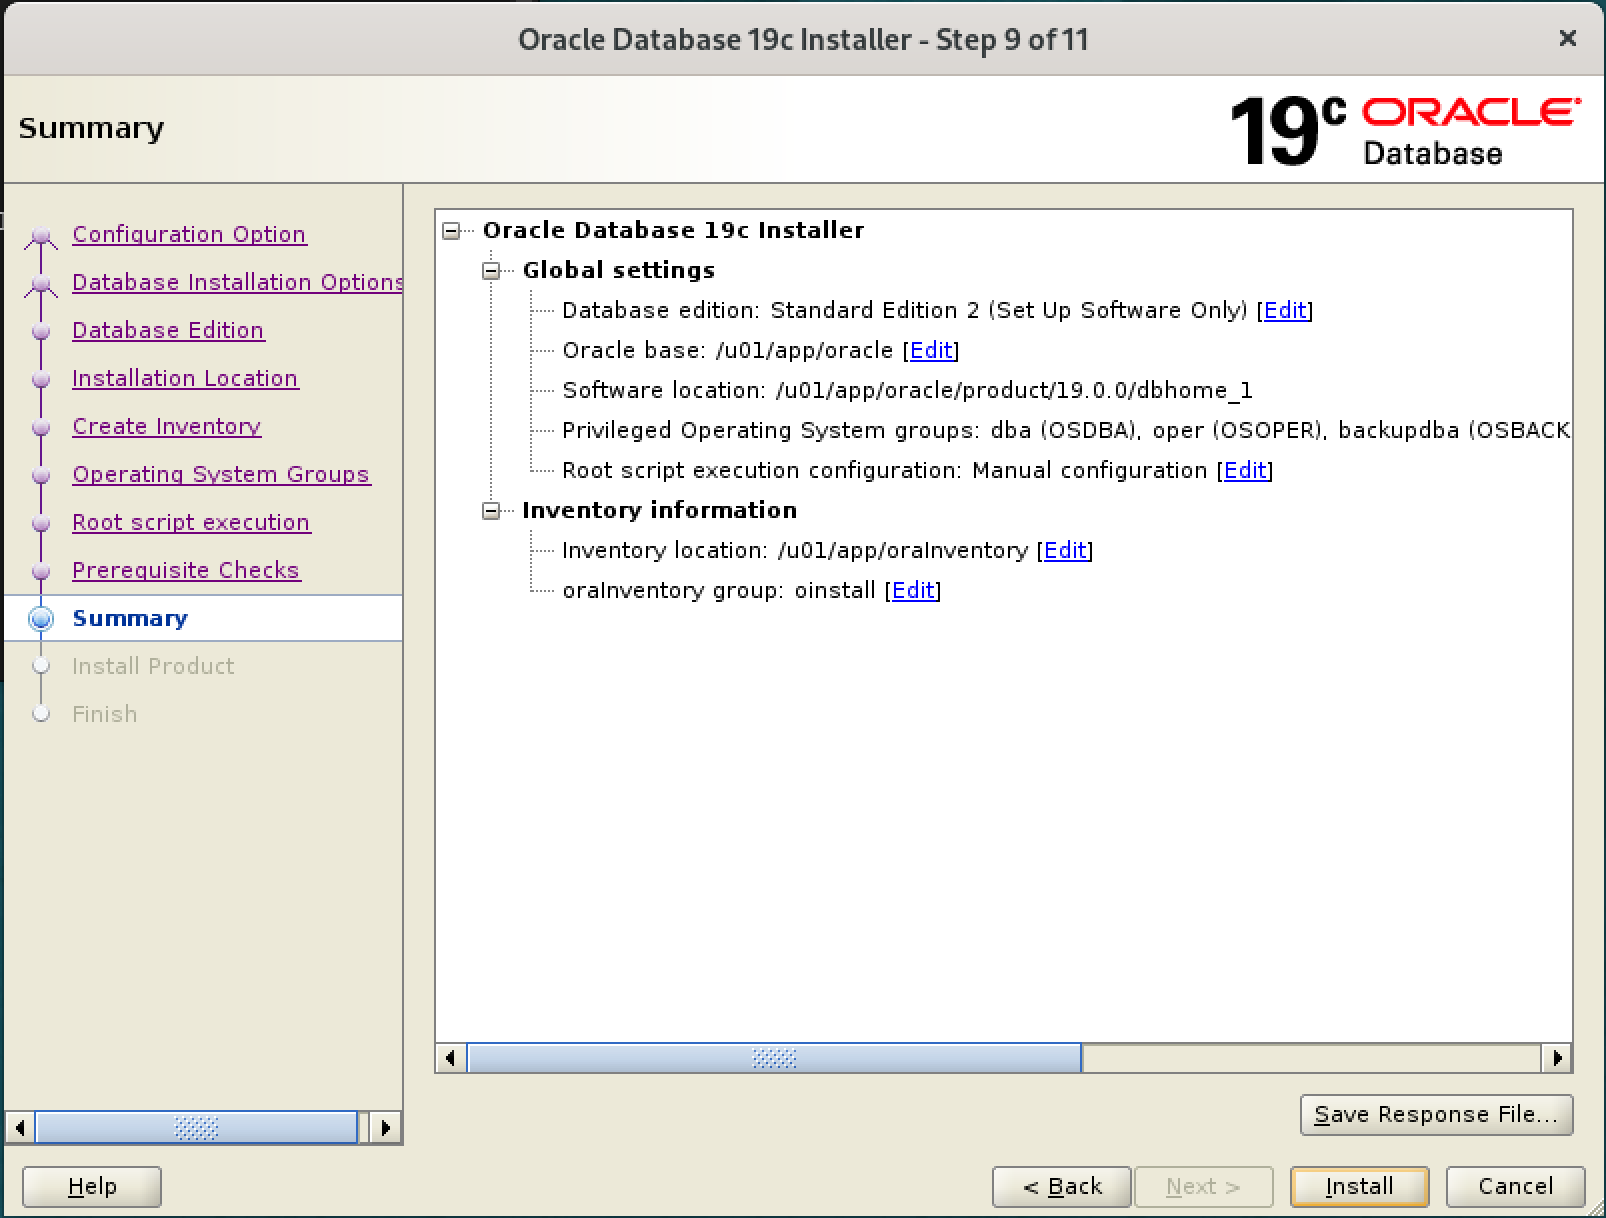 Oracle Database 19c Installer - Step 9 of 11
×
Summary
19c ORACLE
Database
Configuration Option
Database Installation Options
Database Edition
Installation Location
Create Inventory
Operating System Groups
Root script execution
Prerequisite Checks
Summary
Install Product
Finish
Oracle Database 19c Installer
Global settings
Database edition: Standard Edition 2 (Set Up Software Only) [Edit]
Oracle base: /u01/app/oracle [Edit]
Software location: /u01/app/oracle/product/19.0.0/dbhome_1
Privileged Operating System groups: dba (OSDBA), oper (OSOPER), backupdba (OSBACK
Root script execution configuration: Manual configuration [Edit]
Inventory information
Inventory location: /u01/app/oraInventory [Edit]
oraInventory group: oinstall [Edit]
Save Response File...
Help
< Back
Next >
Install
Cancel